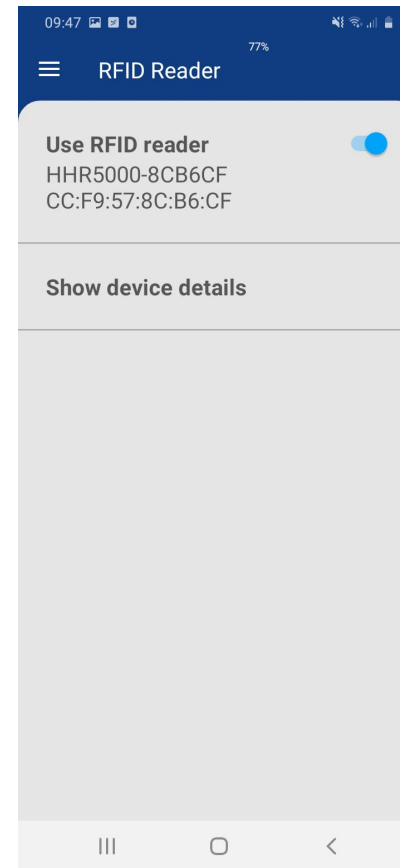 09:47
77%
RFID Reader
Use RFID reader
HHR5000-8CB6CF
CC:F9:57:8C:B6:CF
Show device details